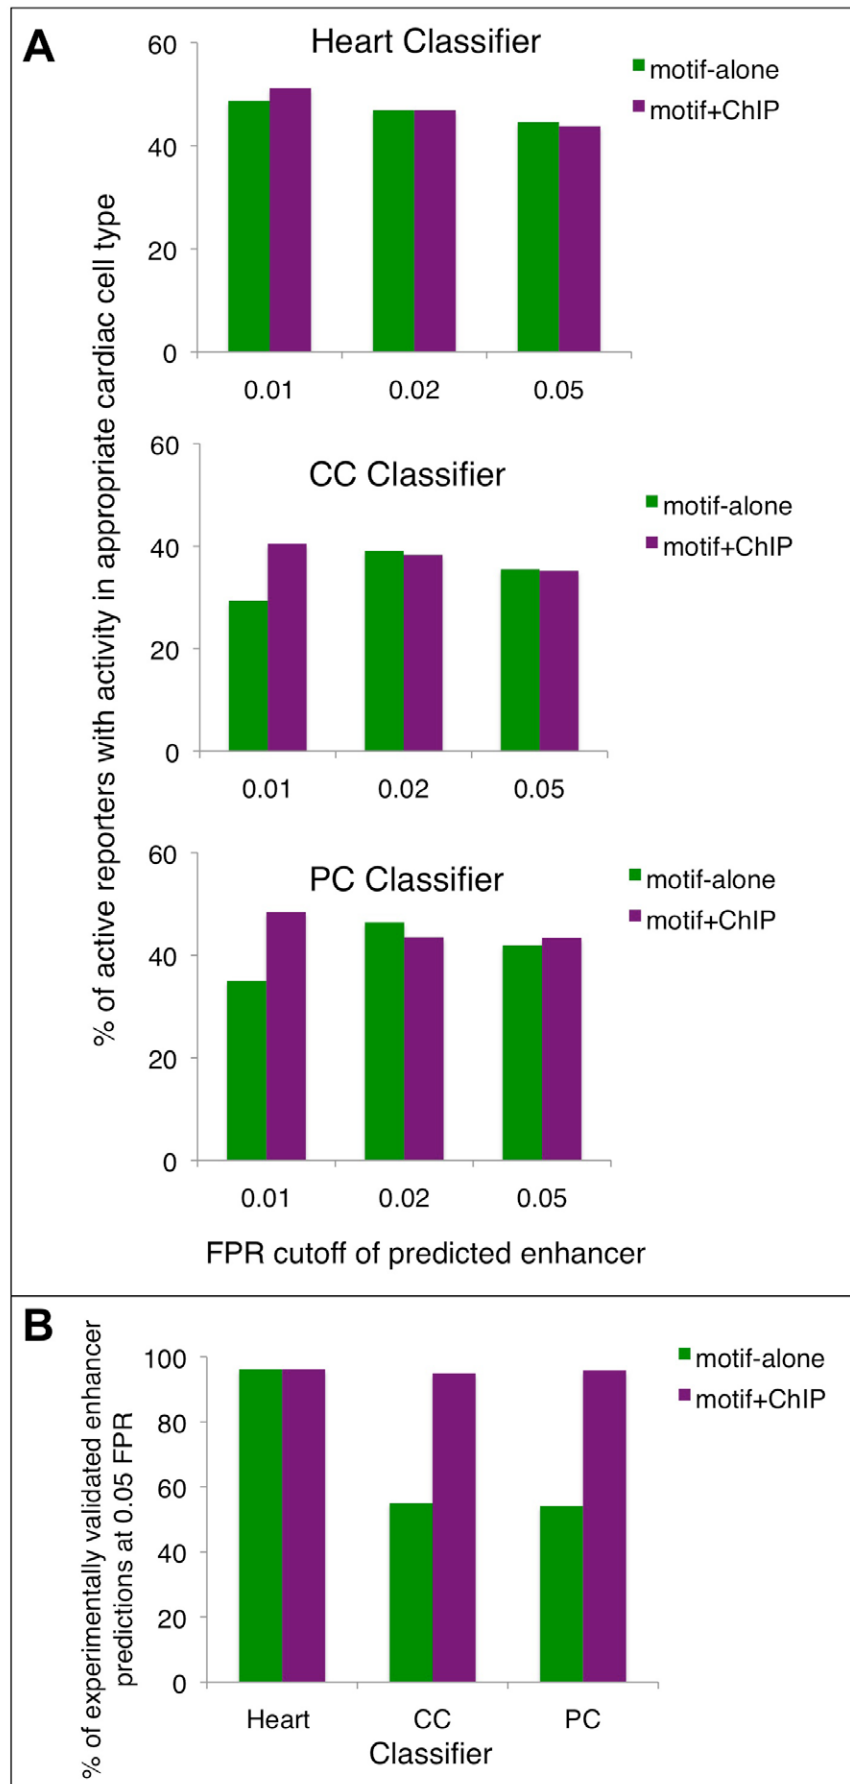 A
Heart Classifier
motif-alone
motif+ChIP
60
40
20
0
0.01 0.02 0.05
% of active reporters with activity in appropriate cardiac cell type
CC Classifier
motif-alone
motif+ChIP
60
40
20
0
0.01 0.02 0.05
PC Classifier
motif-alone
motif+ChIP
60
40
20
0
0.01 0.02 0.05
FPR cutoff of predicted enhancer
B
% of experimentally validated enhancer
predictions at 0.05 FPR
motif-alone
motif+ChIP
100
80
60
40
20
0
Heart CC PC
Classifier